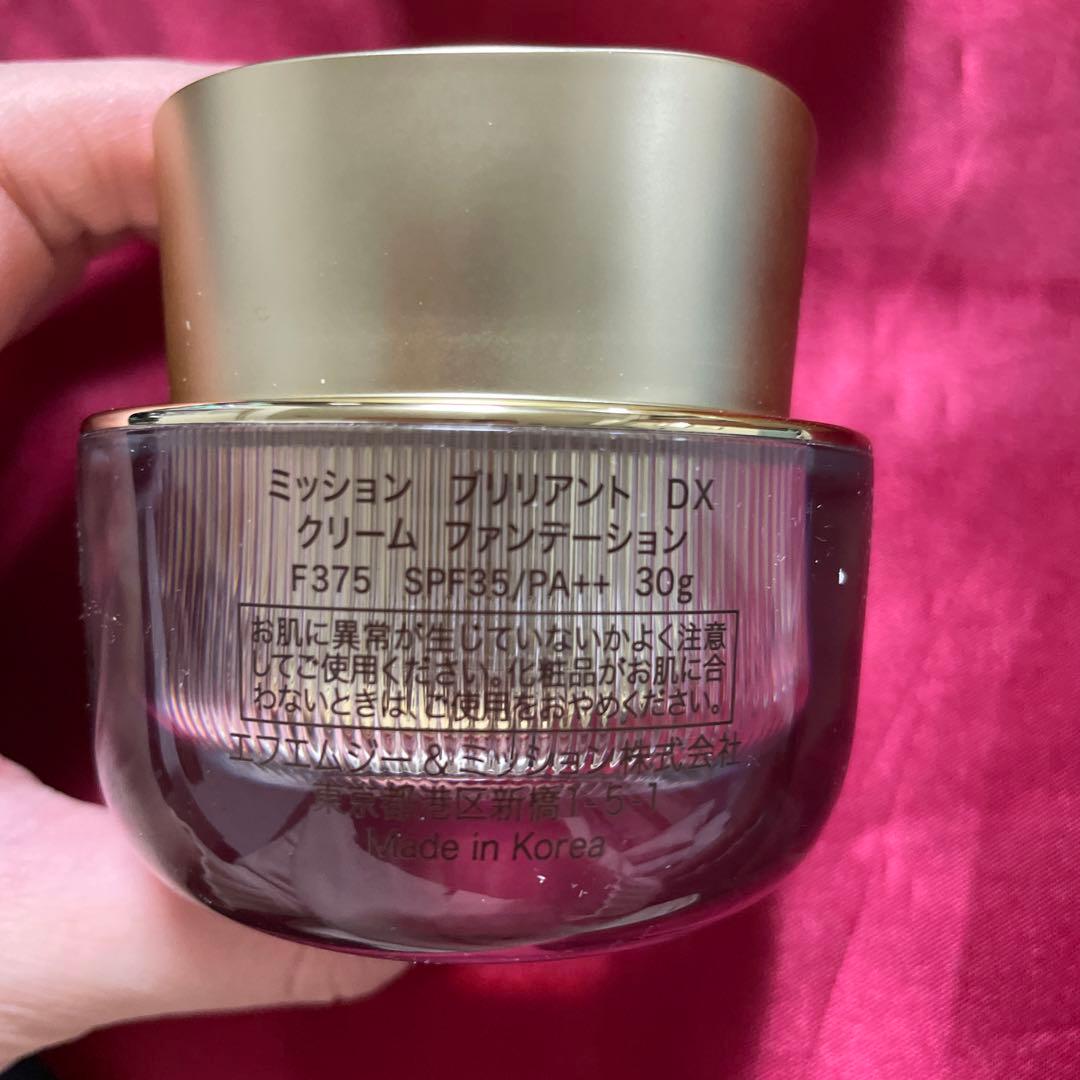 ミッション ブリリアント DX
クリーム ファンデーション
F375 SPF35/PA++ 30g
お肌に異常が生じていないかよく注意
してご使用ください。化粧品がお肌に合
わないときは、ご使用をおやめください。
エフエムジー&ミッション株式会社
東京都港区新橋1-5-1
Made in Korea